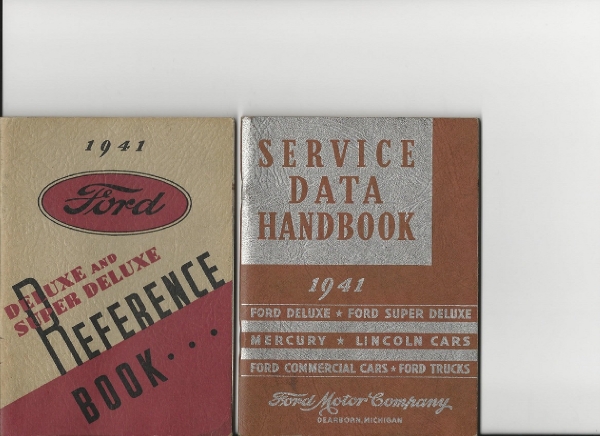 1941
Ford
DELUXE AND
SUPER DELUXE
REFERENCE
BOOK...
SERVICE
DATA
HANDBOOK
1941
FORD DELUXE ★ FORD SUPER DELUXE
MERCURY ★ LINCOLN CARS
FORD COMMERCIAL CARS ★ FORD TRUCKS
Ford Motor Company
DEARBORN, MICHIGAN